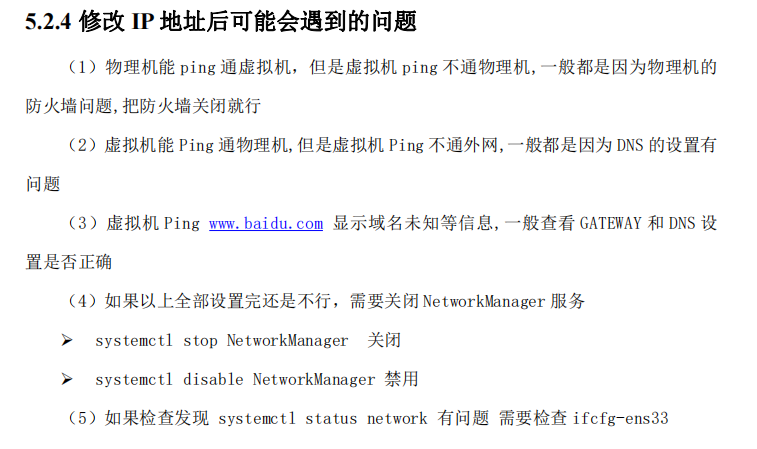 5.2.4 修改 IP 地址后可能会遇到的问题
（1）物理机能 ping 通虚拟机，但是虚拟机 ping 不通物理机,一般都是因为物理机的
防火墙问题,把防火墙关闭就行
（2）虚拟机能 Ping 通物理机,但是虚拟机 Ping 不通外网,一般都是因为 DNS 的设置有
问题
（3）虚拟机 Ping www.baidu.com 显示域名未知等信息,一般查看 GATEWAY 和 DNS 设
置是否正确
（4）如果以上全部设置完还是不行，需要关闭 NetworkManager 服务
➢ systemctl stop NetworkManager 关闭
➢ systemctl disable NetworkManager 禁用
（5）如果检查发现 systemctl status network 有问题 需要检查 ifcfg-ens33